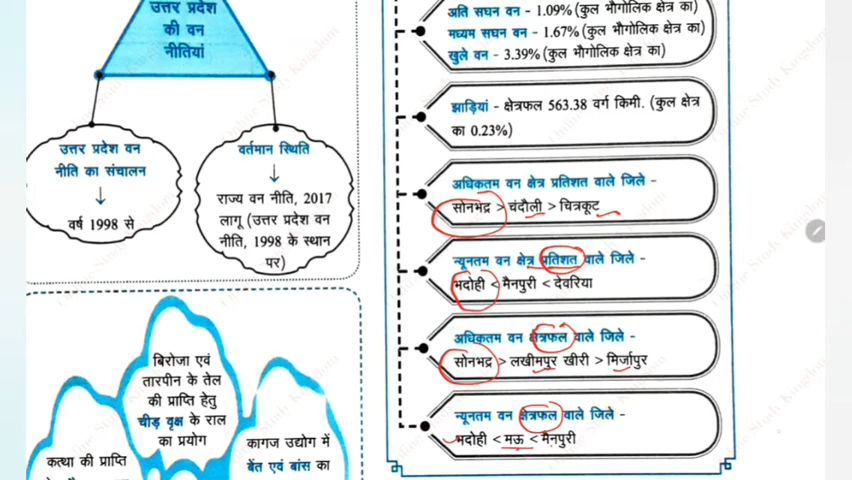 उत्तर प्रदेश
की वन
नीतियां
उत्तर प्रदेश वन
नीति का संचालन
वर्ष 1998 से
वर्तमान स्थिति
राज्य वन नीति, 2017
लागू (उत्तर प्रदेश वन
नीति, 1998 के स्थान
पर)
बिरोजा एवं
तारपीन के तेल
की प्राप्ति हेतु
चीड़ वृक्ष के राल
का प्रयोग
कत्था की प्राप्ति
कागज उद्योग में
बेंत एवं बांस का
अति सघन वन - 1.09% (कुल भौगोलिक क्षेत्र का)
मध्यम सघन वन - 1.67% (कुल भौगोलिक क्षेत्र का)
खुले वन - 3.39% (कुल भौगोलिक क्षेत्र का)
झाड़ियां - क्षेत्रफल 563.38 वर्ग किमी. (कुल क्षेत्र
का 0.23%)
अधिकतम वन क्षेत्र प्रतिशत वाले जिले -
सोनभद्र > चंदौली > चित्रकूट
न्यूनतम वन क्षेत्र प्रतिशत वाले जिले -
भदोही < मैनपुरी < देवरिया
अधिकतम वन क्षेत्रफल वाले जिले -
सोनभद्र > लखीमपुर खीरी > मिर्जापुर
न्यूनतम वन क्षेत्रफल वाले जिले -
भदोही < मऊ < मैनपुरी
Online Study Kingdom